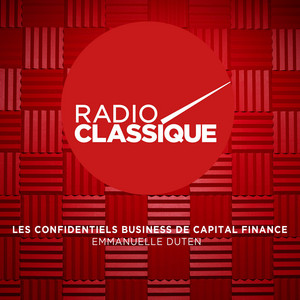 RADIO
CLASSIQUE
LES CONFIDENTIELS BUSINESS DE CAPITAL FINANCE
EMMANUELLE DUTEN